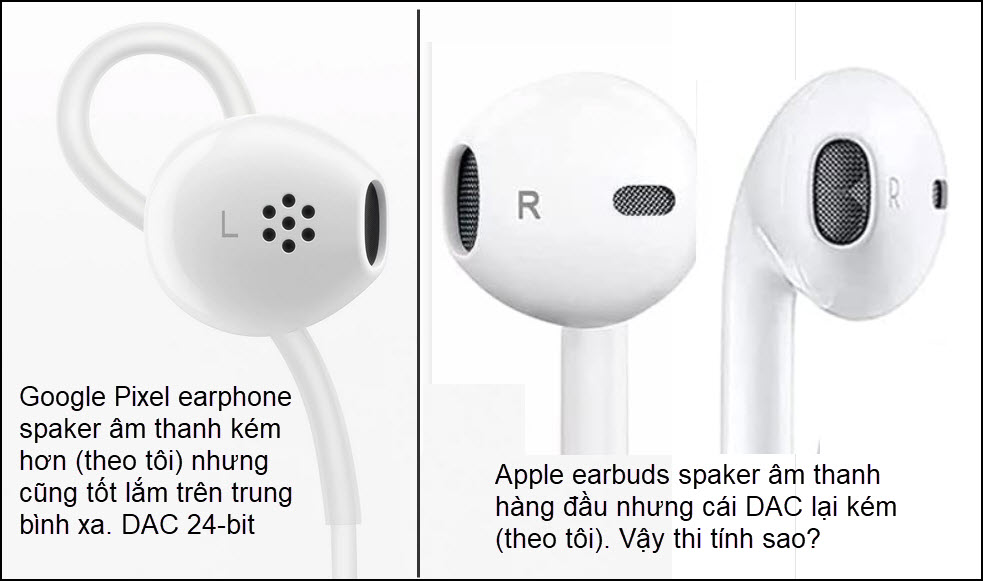 L
Google Pixel earphone
spaker âm thanh kém
hơn (theo tôi) nhưng
cũng tốt lắm trên trung
bình xa. DAC 24-bit
R
R
Apple earbuds spaker âm thanh
hàng đầu nhưng cái DAC lại kém
(theo tôi). Vậy thi tính sao?